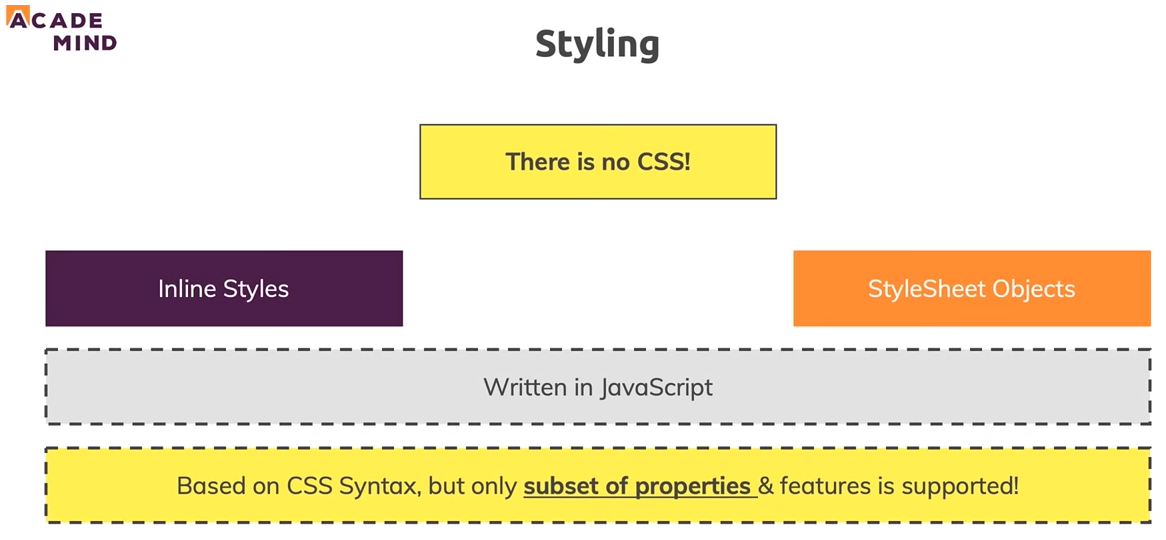 ACADE
MIND
Styling
There is no CSS!
Inline Styles
StyleSheet Objects
Written in JavaScript
Based on CSS Syntax, but only subset of properties & features is supported!